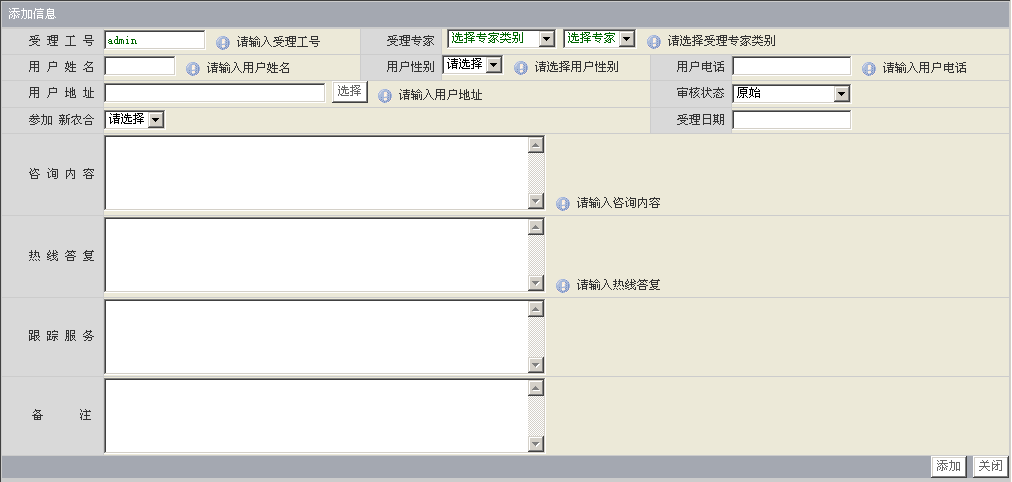 添加信息
受理工号 admin 请输入受理工号 受理专家 选择专家类别 选择专家 请选择受理专家类别
用户姓名 请输入用户姓名 用户性别 请选择 请选择用户性别 用户电话 请输入用户电话
用户地址 选择 请输入用户地址 审核状态 原始
参加 新农合 请选择 受理日期
咨询内容 请输入咨询内容
热线答复 请输入热线答复
跟踪服务
备注
添加 关闭